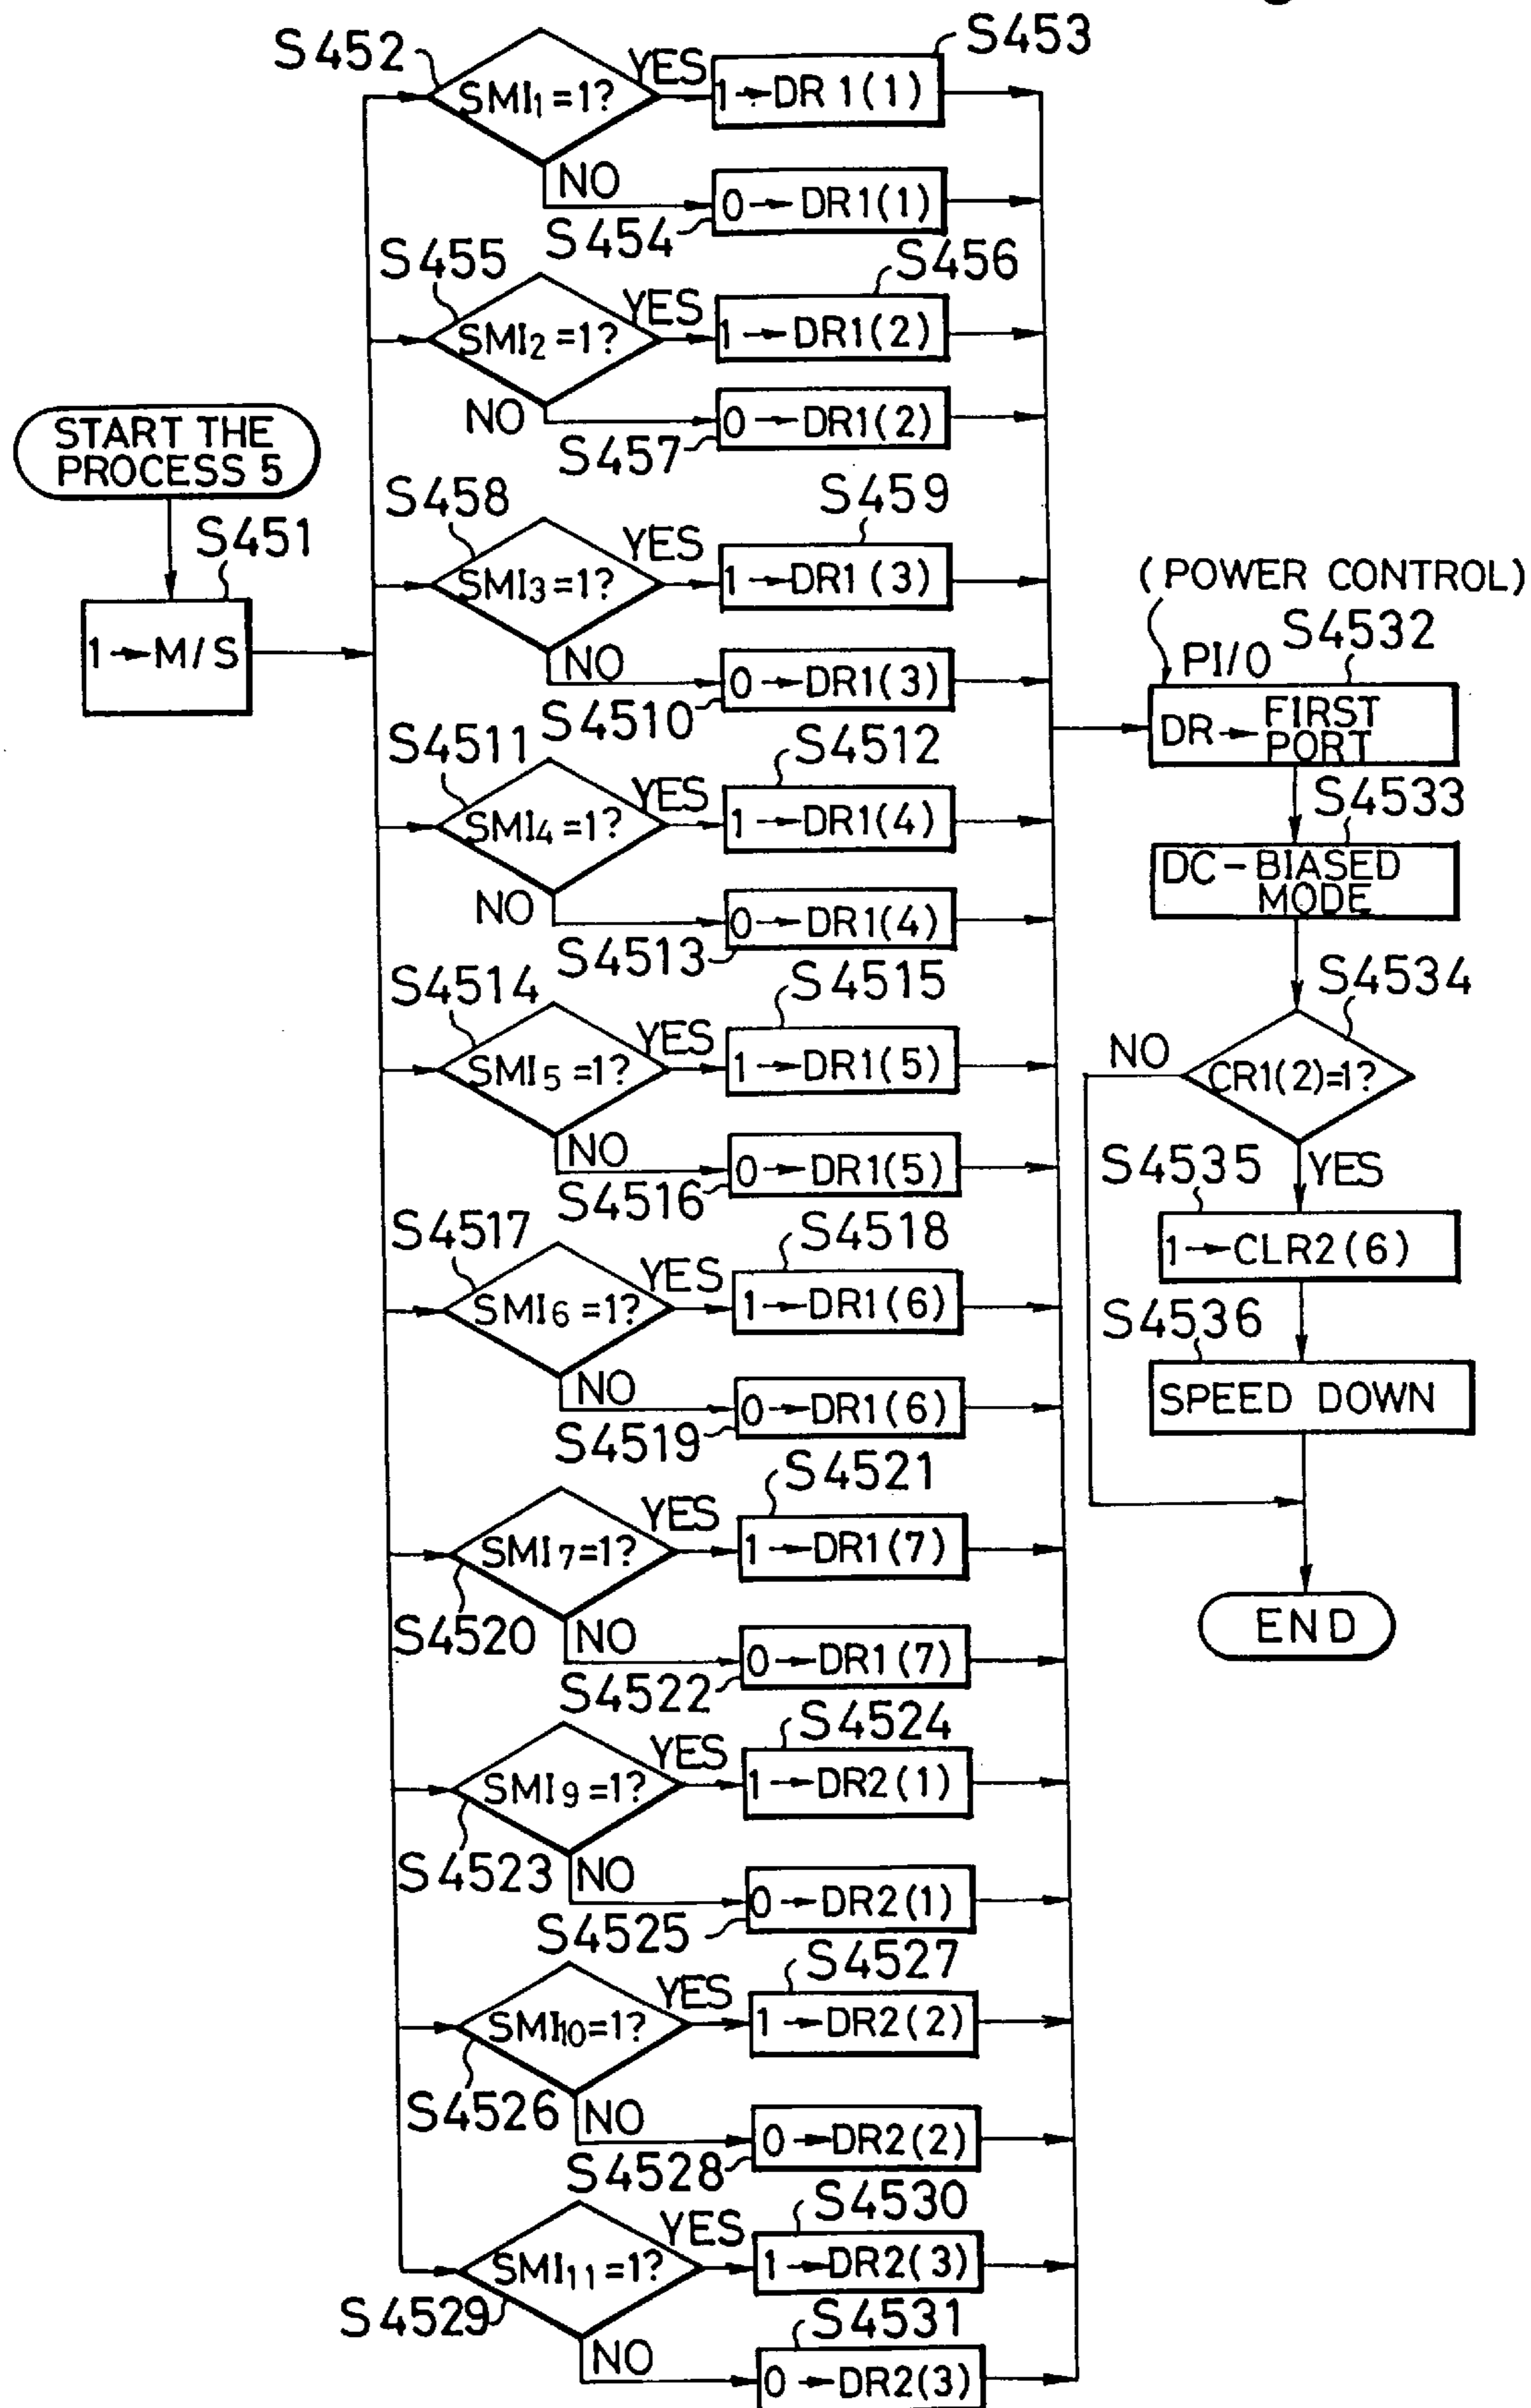 S452
SMI1=1?
YES
1→DR1(1)
S453
NO
0→DR1(1)
S454
S455
SMI2=1?
YES
1→DR1(2)
S456
NO
0→DR1(2)
S457
START THE
PROCESS 5
S451
1→M/S
S458
SMI3=1?
YES
1→DR1(3)
S459
NO
0→DR1(3)
S4510
S4511
SMI4=1?
YES
1→DR1(4)
S4512
NO
0→DR1(4)
S4513
S4514
SMI5=1?
YES
1→DR1(5)
S4515
NO
0→DR1(5)
S4516
S4517
SMI6=1?
YES
1→DR1(6)
S4518
NO
0→DR1(6)
S4519
SMI7=1?
YES
1→DR1(7)
S4521
S4520
NO
0→DR1(7)
S4522
SMI9=1?
YES
1→DR2(1)
S4524
S4523
NO
0→DR2(1)
S4525
SMI10=1?
YES
1→DR2(2)
S4527
S4526
NO
0→DR2(2)
S4528
SMI11=1?
YES
1→DR2(3)
S4530
S4529
NO
0→DR2(3)
S4531
(POWER CONTROL)
S4532
PI/O
DR→FIRST
PORT
S4533
DC-BIASED
MODE
S4534
NO
CR1(2)=1?
S4535
YES
1→CLR2(6)
S4536
SPEED DOWN
END